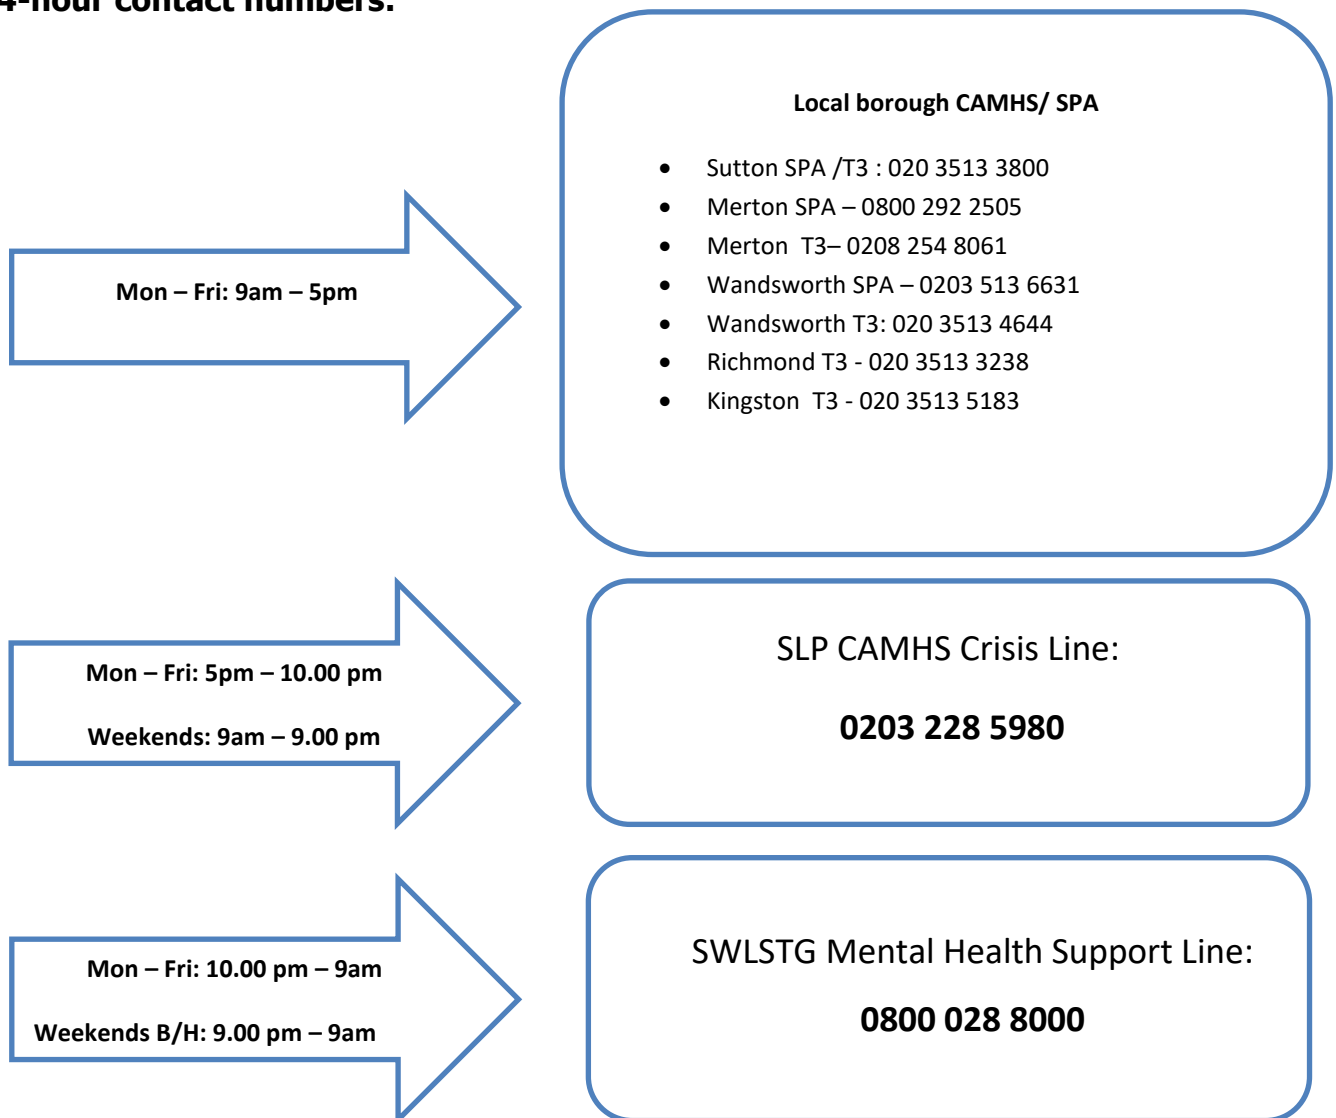 4-hour contact numbers:
Local borough CAMHS/ SPA
• Sutton SPA /T3 : 020 3513 3800
• Merton SPA – 0800 292 2505
• Merton  T3– 0208 254 8061
• Wandsworth SPA – 0203 513 6631
• Wandsworth T3: 020 3513 4644
• Richmond T3 - 020 3513 3238
• Kingston  T3 - 020 3513 5183
Mon – Fri: 9am – 5pm
Mon – Fri: 5pm – 10.00 pm
Weekends: 9am – 9.00 pm
SLP CAMHS Crisis Line:
0203 228 5980
Mon – Fri: 10.00 pm – 9am
Weekends B/H: 9.00 pm – 9am
SWLSTG Mental Health Support Line:
0800 028 8000